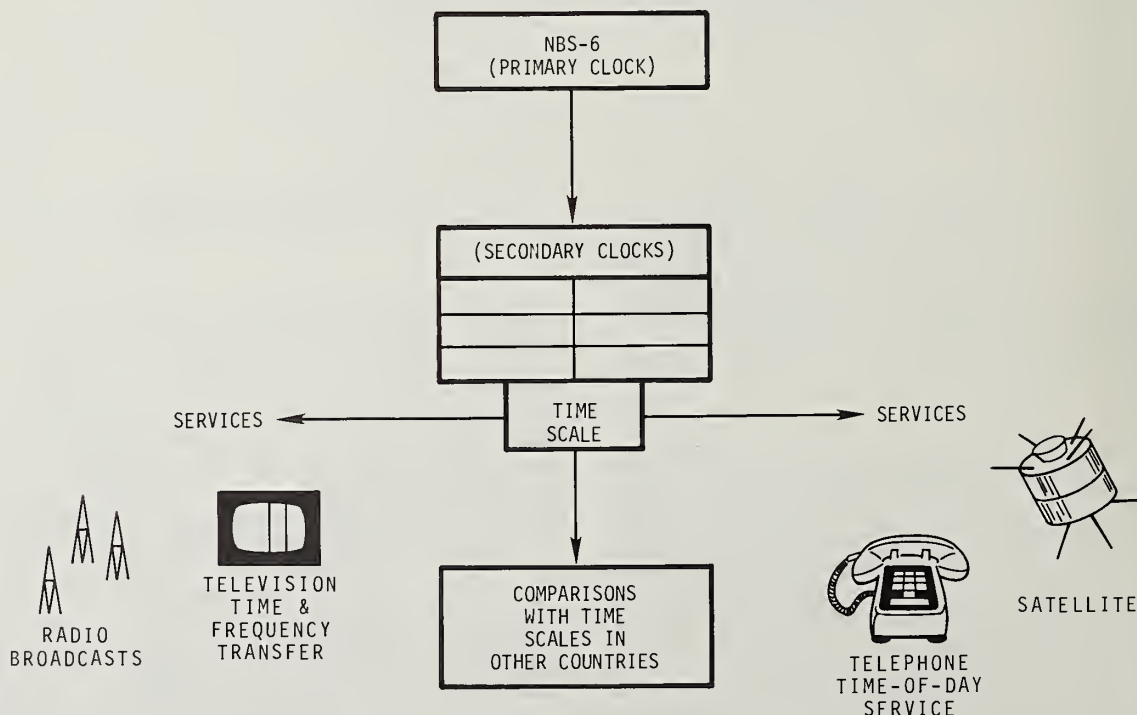 NBS-6
(PRIMARY CLOCK)
(SECONDARY CLOCKS)
SERVICES
TIME
SCALE
SERVICES
RADIO
BROADCASTS
TELEVISION
TIME &
FREQUENCY
TRANSFER
COMPARISONS
WITH TIME
SCALES IN
OTHER COUNTRIES
TELEPHONE
TIME-OF-DAY
SERVICE
SATELLITE